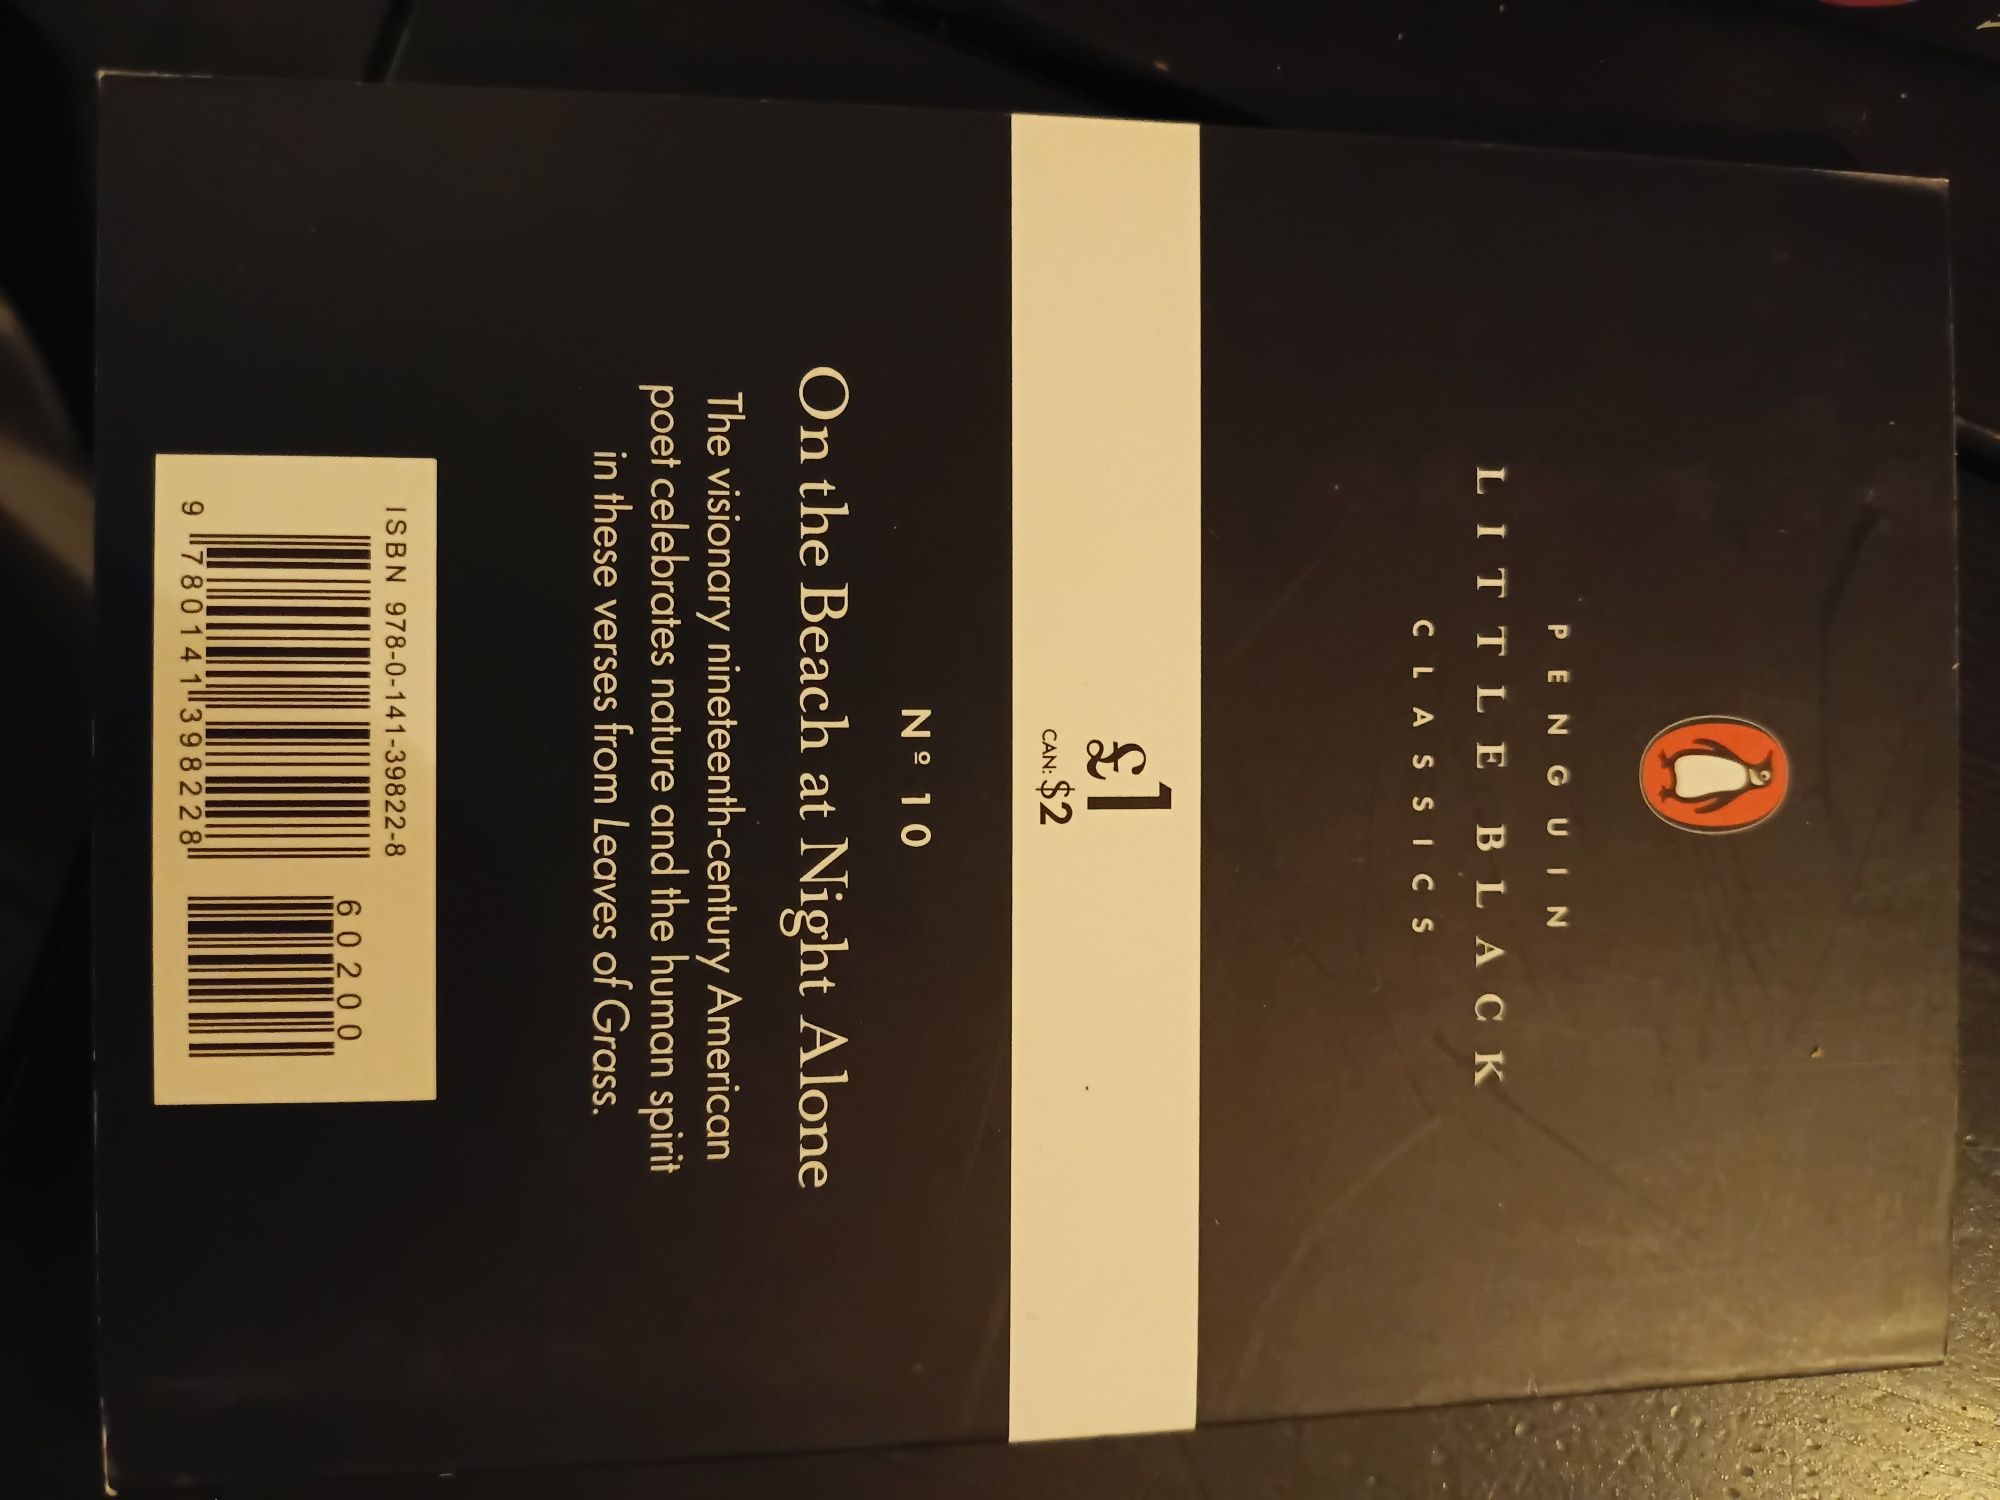 PENGUIN
LITTLE BLACK
CLASSICS
£1
CAN: $2
Nº 10
On the Beach at Night Alone
The visionary nineteenth-century American
poet celebrates nature and the human spirit
in these verses from Leaves of Grass.
ISBN 978-0-141-39822-8
60200
9 780141 398228